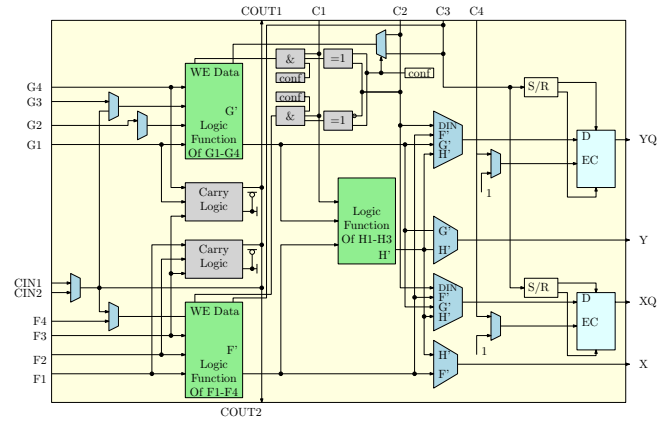 COUT1
C1
C2
C3
C4
WE Data
&
=1
conf
conf
S/R
G4
G3
G2
G1
G'
Logic
Function
Of G1-G4
conf
&
=1
DIN
F'
G'
H'
D
EC
YQ
1
Carry
Logic
Logic
Function
Of H1-H3
H'
G'
H'
Y
Carry
Logic
CIN1
CIN2
S/R
DIN
F'
G'
H'
D
EC
XQ
1
WE Data
F4
F3
F2
F1
F'
Logic
Function
Of F1-F4
H'
F'
X
COUT2